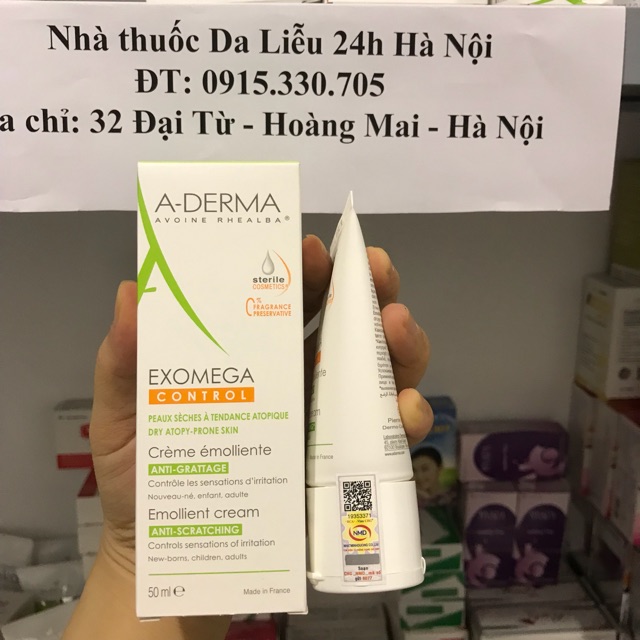 Nhà thuốc Da Liễu 24h Hà Nội
ĐT: 0915.330.705
a chỉ: 32 Đại Từ - Hoàng Mai - Hà Nội
A-DERMA
AVOINE RHEALBA®
sterile
COSMETICS
0% FRAGRANCE
PRESERVATIVE
EXOMEGA
CONTROL
PEAUX SÈCHES À TENDANCE ATOPIQUE
DRY ATOPY-PRONE SKIN
Crème émolliente
ANTI-GRATTAGE
Contrôle les sensations d'irritation
Nouveau-né, enfant, adulte
Emollient cream
ANTI-SCRATCHING
Controls sensations of irritation
New-borns, children, adults
50 ml e
Made in France
19353371
NMD